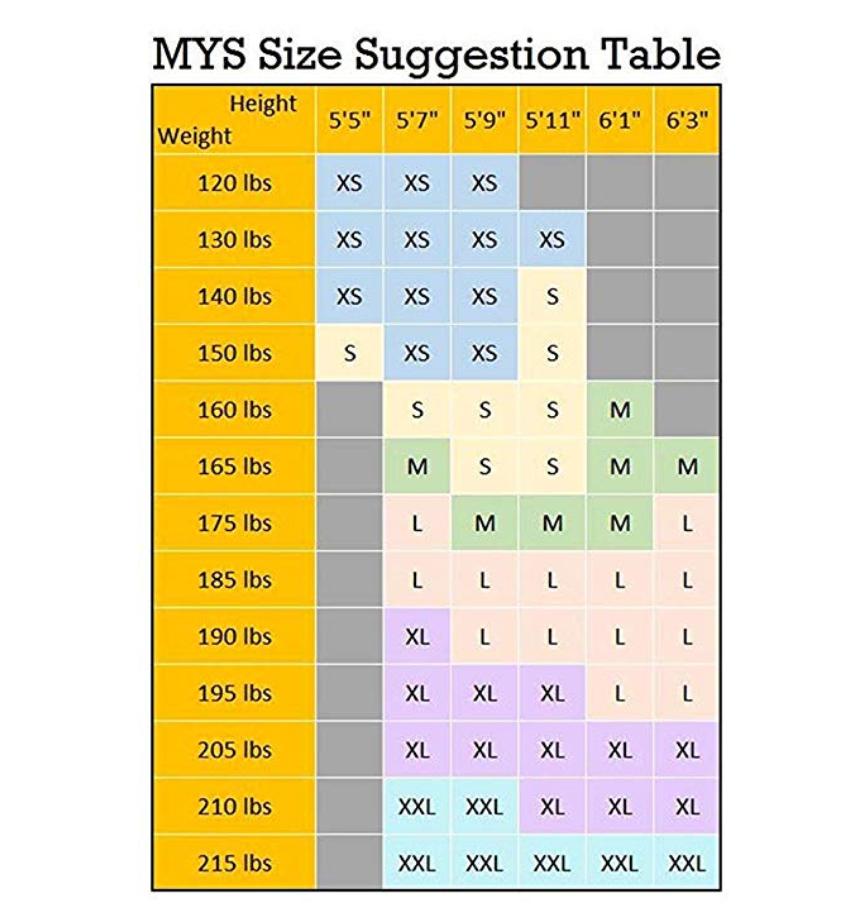 MYS Size Suggestion Table
Height
Weight
5'5" 5'7" 5'9" 5'11" 6'1" 6'3"
120 lbs XS XS XS
130 lbs XS XS XS XS
140 lbs XS XS XS S
150 lbs S XS XS S
160 lbs S S S M
165 lbs M S S M M
175 lbs L M M M L
185 lbs L L L L L
190 lbs XL L L L L
195 lbs XL XL XL L L
205 lbs XL XL XL XL XL
210 lbs XXL XXL XL XL XL
215 lbs XXL XXL XXL XXL XXL